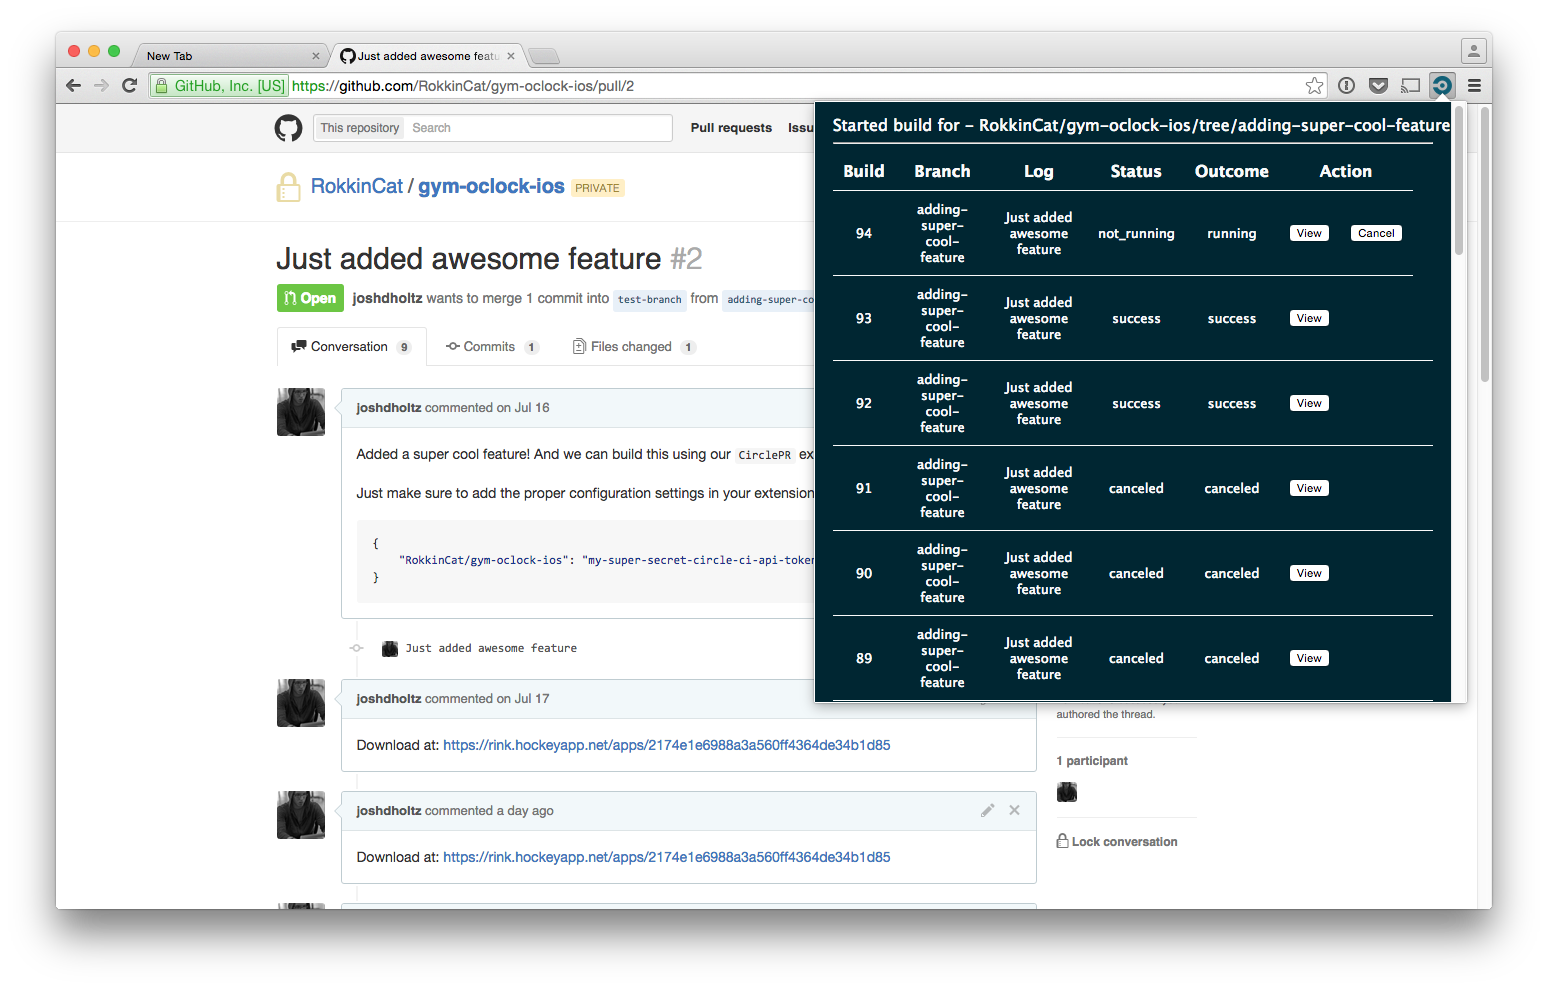 New Tab
Just added awesome featu
GitHub, Inc. [US] https://github.com/RokkinCat/gym-oclock-ios/pull/2
This repository Search Pull requests Issu
RokkinCat / gym-oclock-ios PRIVATE
Just added awesome feature #2
Open joshdholtz wants to merge 1 commit into test-branch from adding-super-co
Conversation 9 Commits 1 Files changed 1
joshdholtz commented on Jul 16
Added a super cool feature! And we can build this using our CirclePR ex
Just make sure to add the proper configuration settings in your extension
{
"RokkinCat/gym-oclock-ios": "my-super-secret-circle-ci-api-token
}
Just added awesome feature
joshdholtz commented on Jul 17
Download at: https://rink.hockeyapp.net/apps/2174e1e6988a3a560ff4364de34b1d85
joshdholtz commented a day ago
Download at: https://rink.hockeyapp.net/apps/2174e1e6988a3a560ff4364de34b1d85
Started build for – RokkinCat/gym-oclock-ios/tree/adding-super-cool-feature
Build Branch Log Status Outcome Action
94 adding-super-cool-feature Just added awesome feature not_running running View Cancel
93 adding-super-cool-feature Just added awesome feature success success View
92 adding-super-cool-feature Just added awesome feature success success View
91 adding-super-cool-feature Just added awesome feature canceled canceled View
90 adding-super-cool-feature Just added awesome feature canceled canceled View
89 adding-super-cool-feature Just added awesome feature canceled canceled View
authored the thread.
1 participant
Lock conversation